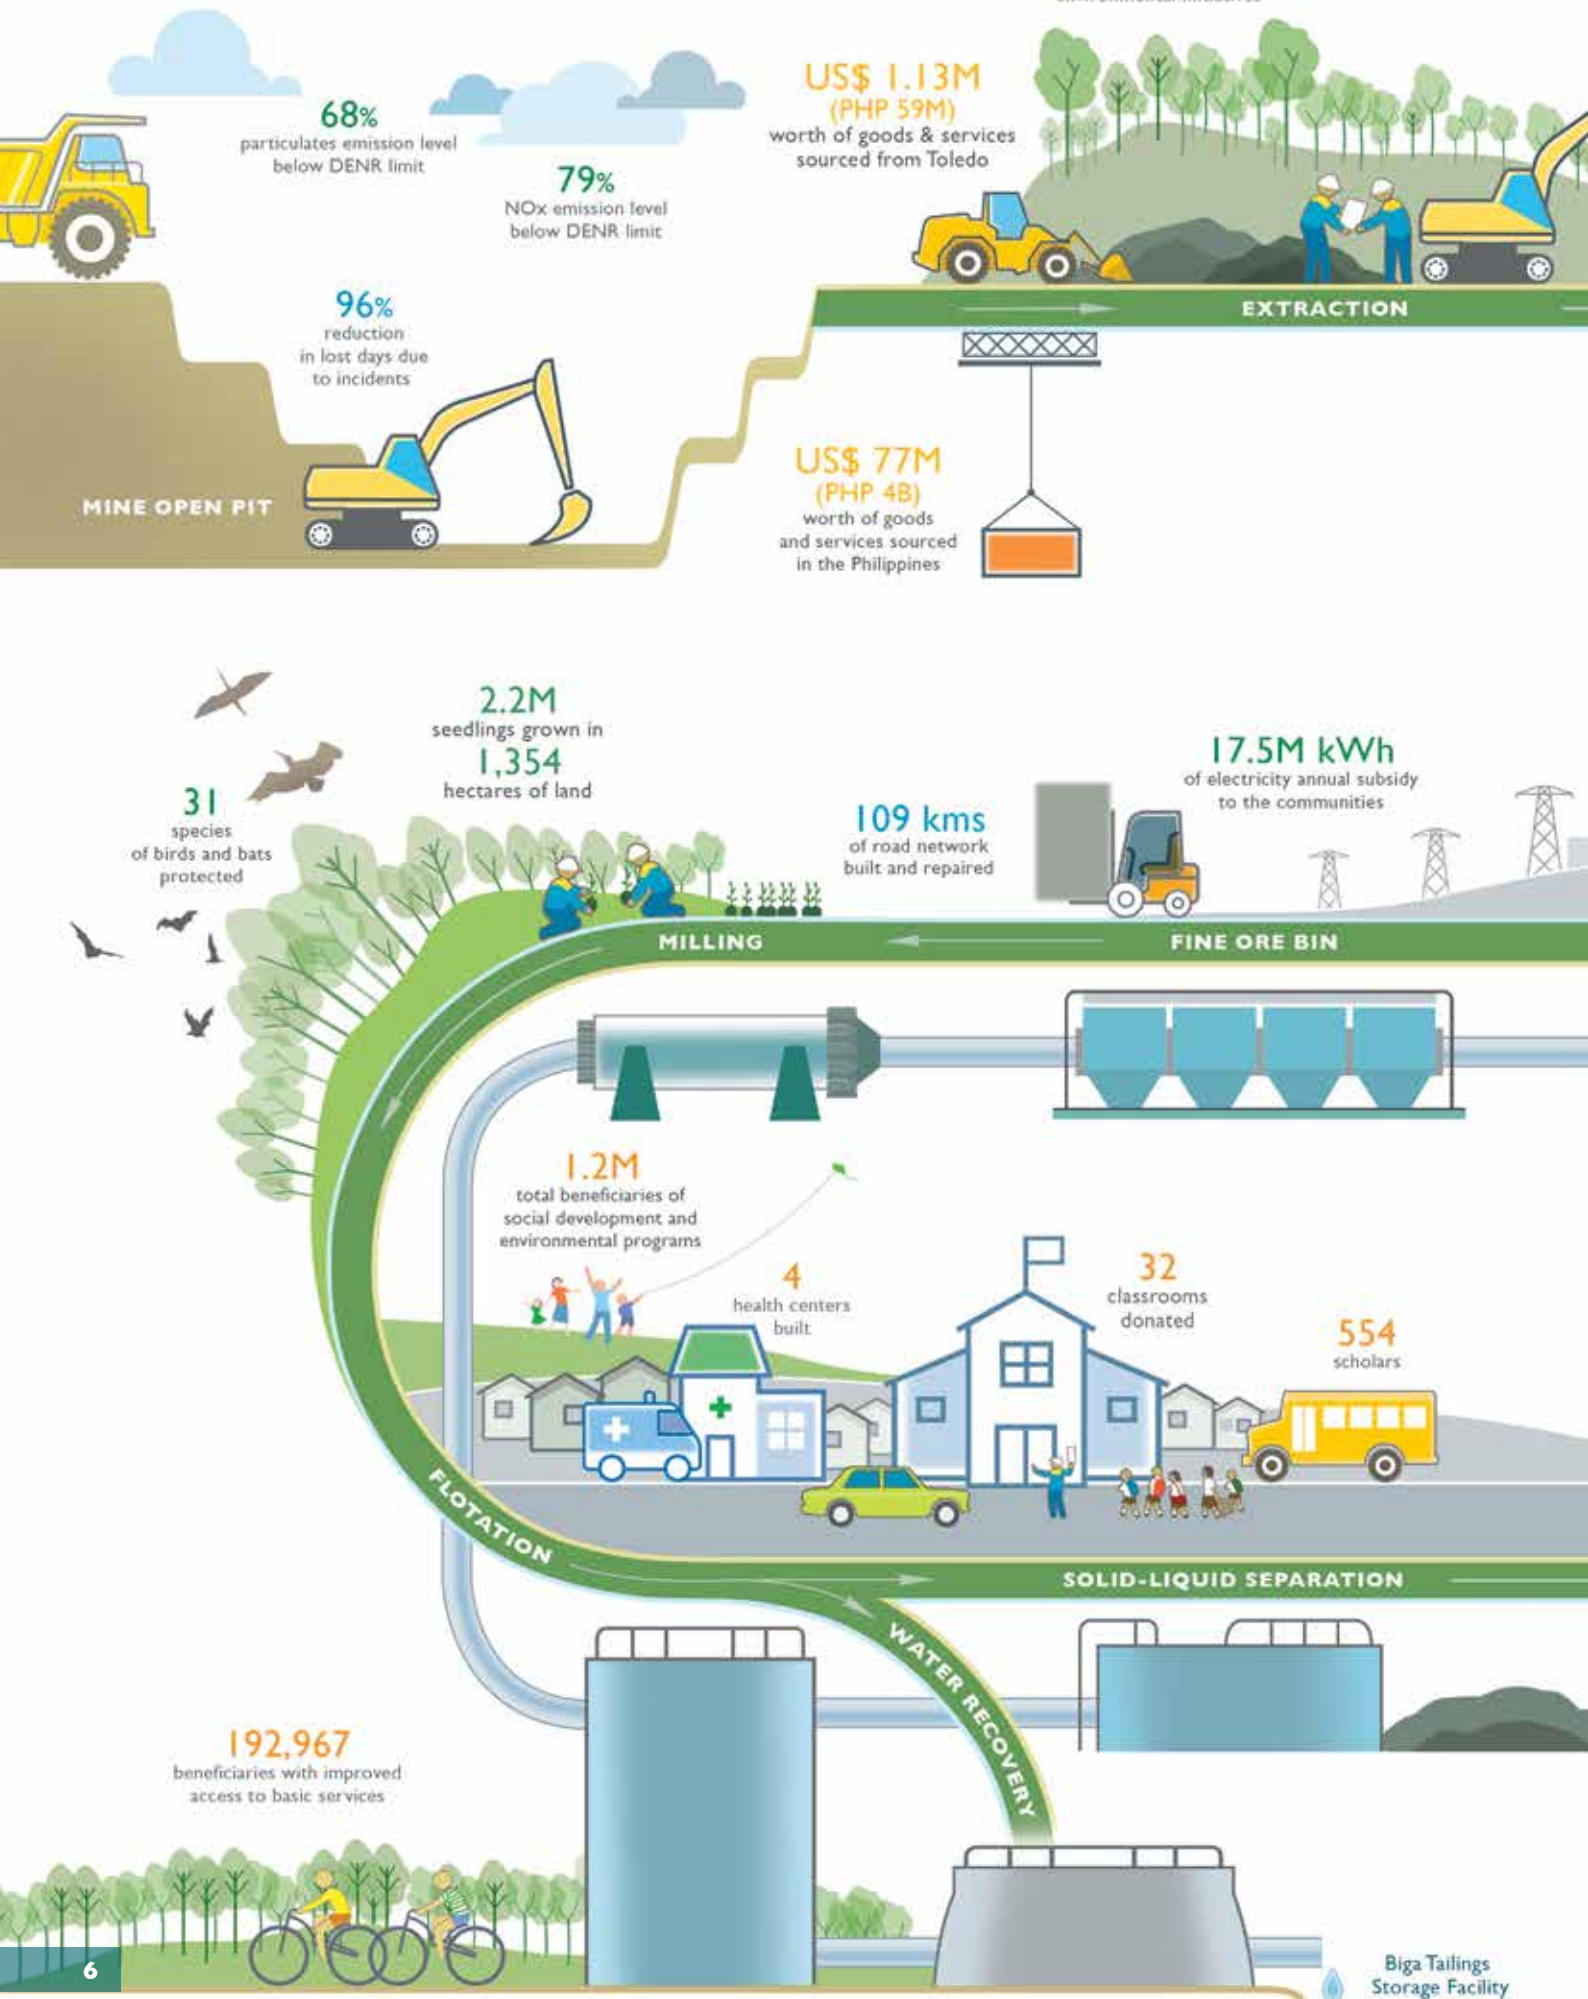 US$ 1.13M
(PHP 59M)
worth of goods & services
sourced from Toledo
68%
particulates emission level
below DENR limit
79%
NOx emission level
below DENR limit
96%
reduction
in lost days due
to incidents
EXTRACTION
MINE OPEN PIT
US$ 77M
(PHP 4B)
worth of goods
and services sourced
in the Philippines
2.2M
seedlings grown in
1,354
hectares of land
31
species
of birds and bats
protected
109 kms
of road network
built and repaired
17.5M kWh
of electricity annual subsidy
to the communities
MILLING
FINE ORE BIN
1.2M
total beneficiaries of
social development and
environmental programs
4
health centers
built
32
classrooms
donated
554
scholars
FLOTATION
SOLID-LIQUID SEPARATION
WATER RECOVERY
192,967
beneficiaries with improved
access to basic services
6
Biga Tailings
Storage Facility